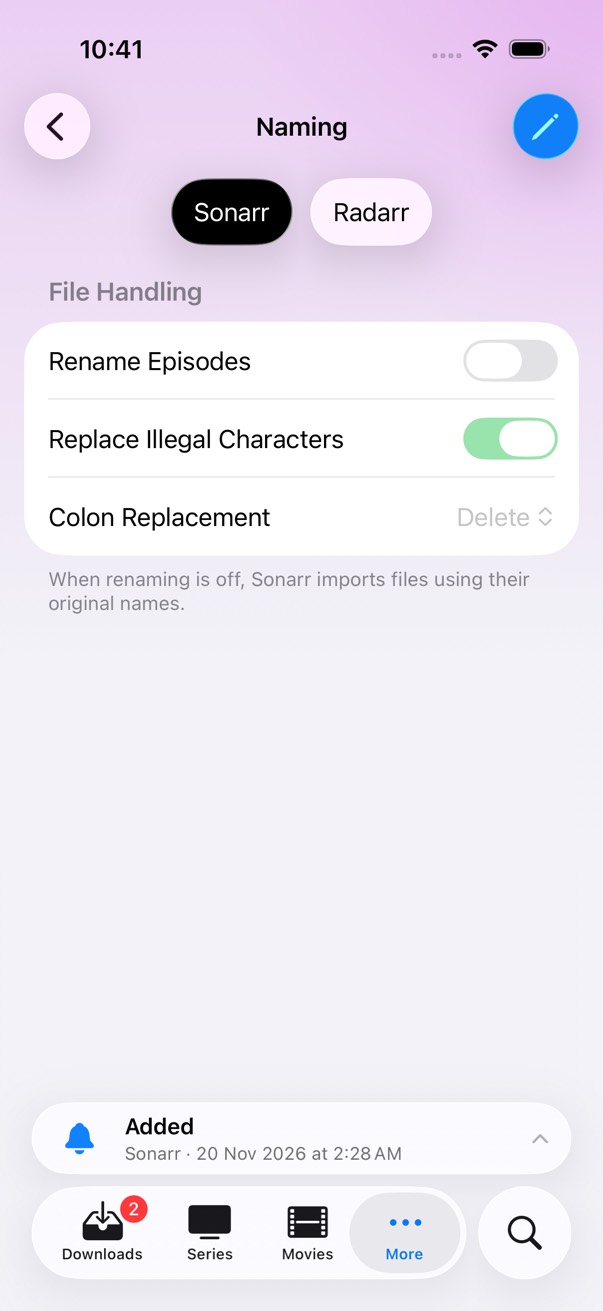 10:41
Naming
Sonarr
Radarr
File Handling
Rename Episodes
Replace Illegal Characters
Colon Replacement Delete
When renaming is off, Sonarr imports files using their
original names.
Added
Sonarr · 20 Nov 2026 at 2:28 AM
2
Downloads
Series
Movies
More